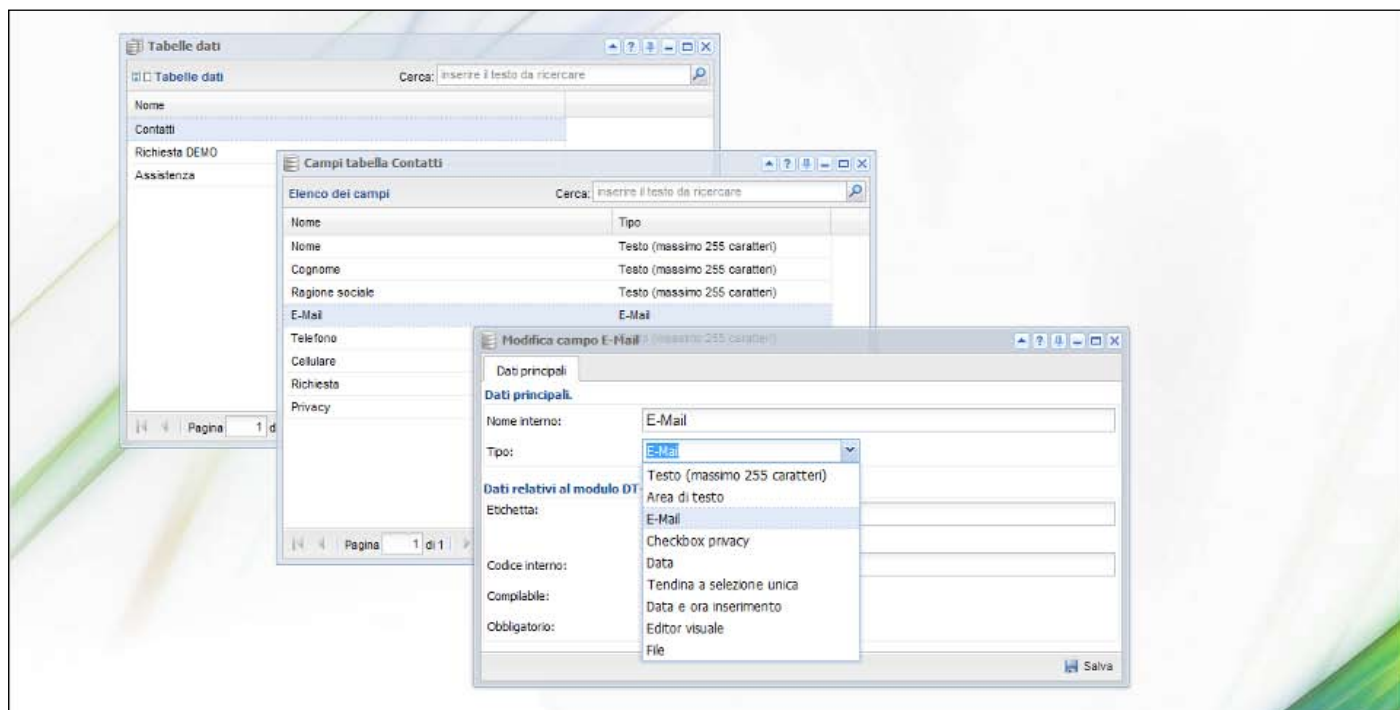 Tabelle dati
Tabelle dati Cerca: inserire il testo da ricercare
Nome
Contatti
Richiesta DEMO
Assistenza
Pagina 1 d
Campi tabella Contatti
Elenco dei campi Cerca: inserire il testo da ricercare
Nome Tipo
Nome Testo (massimo 255 caratteri)
Cognome Testo (massimo 255 caratteri)
Ragione sociale Testo (massimo 255 caratteri)
E-Mail E-Mail
Telefono
Cellulare
Richiesta
Privacy
Pagina 1 di 1
Modifica campo E-Mail
Dati principali
Dati principali.
Nome interno: E-Mail
Tipo: E-Mail
Testo (massimo 255 caratteri)
Dati relativi al modulo DT-
Area di testo
Etichetta:
E-Mail
Checkbox privacy
Codice interno:
Data
Tendina a selezione unica
Compilabile:
Data e ora inserimento
Obbligatorio:
Editor visuale
File
Salva